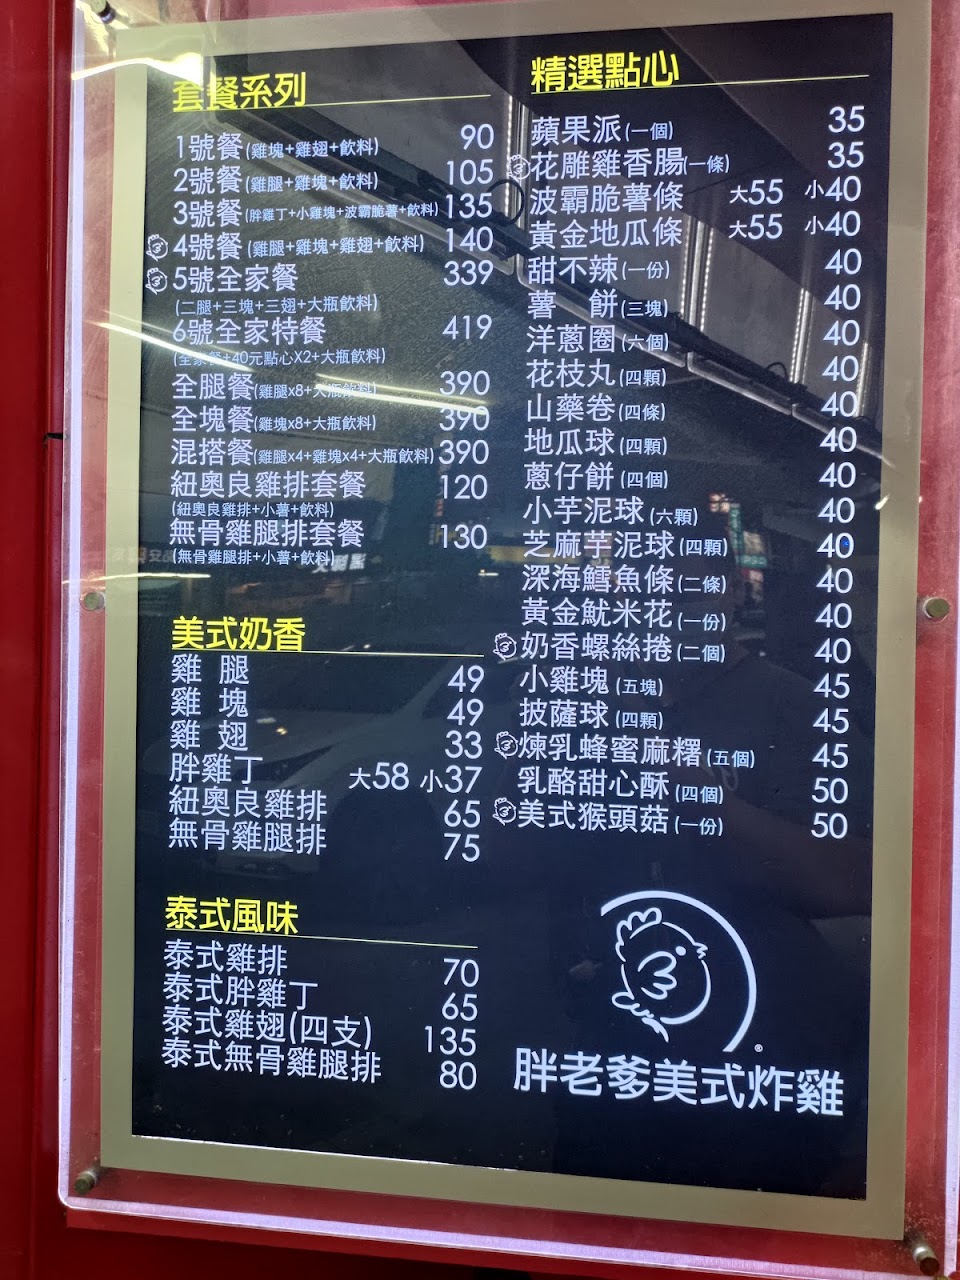 套餐系列
1號餐(雞塊+雞翅+飲料) 90
2號餐(雞腿+雞塊+飲料) 105
3號餐(胖雞丁+小雞塊+波霸脆薯+飲料) 135
4號餐(雞腿+雞塊+雞翅+飲料) 140
5號全家餐 339
(二腿+三塊+三翅+大瓶飲料)
6號全家特餐 419
(全家餐+40元點心X2+大瓶飲料)
全腿餐(雞腿x8+大瓶飲料) 390
全塊餐(雞塊x8+大瓶飲料) 390
混搭餐(雞腿x4+雞塊x4+大瓶飲料) 390
紐奧良雞排套餐 120
(紐奧良雞排+小薯+飲料)
無骨雞腿排套餐 130
(無骨雞腿排+小薯+飲料)
美式奶香
雞 腿 49
雞 塊 49
雞 翅 33
胖雞丁 大58 小37
紐奧良雞排 65
無骨雞腿排 75
泰式風味
泰式雞排 70
泰式胖雞丁 65
泰式雞翅(四支) 135
泰式無骨雞腿排 80
精選點心
蘋果派(一個) 35
花雕雞香腸(一條) 35
波霸脆薯條 大55 小40
黃金地瓜條 大55 小40
甜不辣(一份) 40
薯 餅(三塊) 40
洋蔥圈(六個) 40
花枝丸(四顆) 40
山藥卷(四條) 40
地瓜球(四顆) 40
蔥仔餅(四個) 40
小芋泥球(六顆) 40
芝麻芋泥球(四顆) 40
深海鱈魚條(二條) 40
黃金魷米花(一份) 40
奶香螺絲捲(二個) 40
小雞塊(五塊) 45
披薩球(四顆) 45
煉乳蜂蜜麻糬(五個) 45
乳酪甜心酥(四個) 50
美式猴頭菇(一份) 50
®
胖老爹美式炸雞